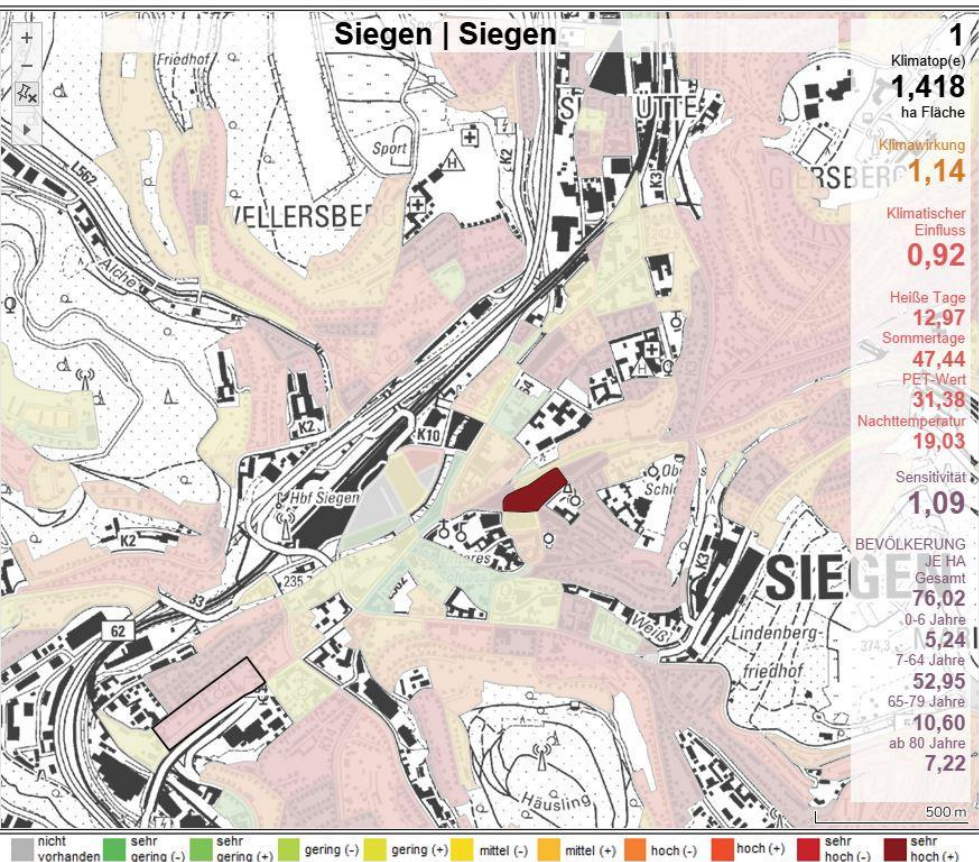 Siegen | Siegen
1
Klimatop(e)
1,418
ha Fläche
Klimawirkung
1,14
Klimatischer
Einfluss
0,92
Heiße Tage
12,97
Sommertage
47,44
PET-Wert
31,38
Nachttemperatur
19,03
Sensitivität
1,09
BEVÖLKERUNG
JE HA
Gesamt
76,02
0-6 Jahre
5,24
7-64 Jahre
52,95
65-79 Jahre
10,60
ab 80 Jahre
7,22
Friedhof
Sport
K2
L562
Alche
H
K3
K2
K10
Hbf Siegen
K2
H
62
K3
Weiß
SIEGEN
Lindenberg-
friedhof
374,3
Häusling
500 m
nicht vorhanden
sehr gering (-)
sehr gering (+)
gering (-)
gering (+)
mittel (-)
mittel (+)
hoch (-)
hoch (+)
sehr hoch (-)
sehr hoch (+)